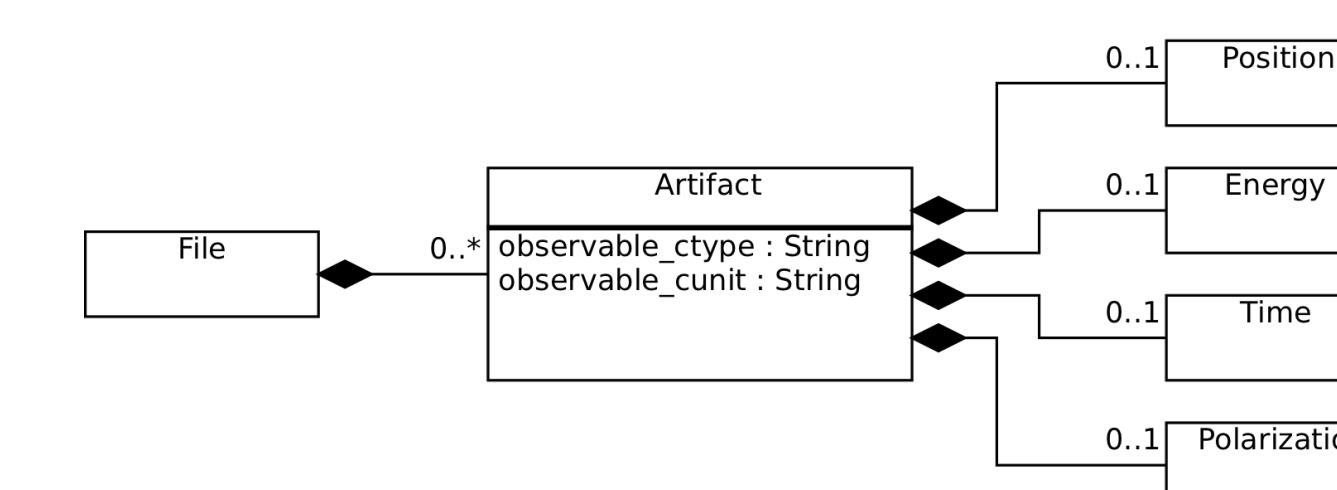 0..1
Position
Artifact
0..1
Energy
File
0..*
observable_ctype : String
observable_cunit : String
0..1
Time
0..1